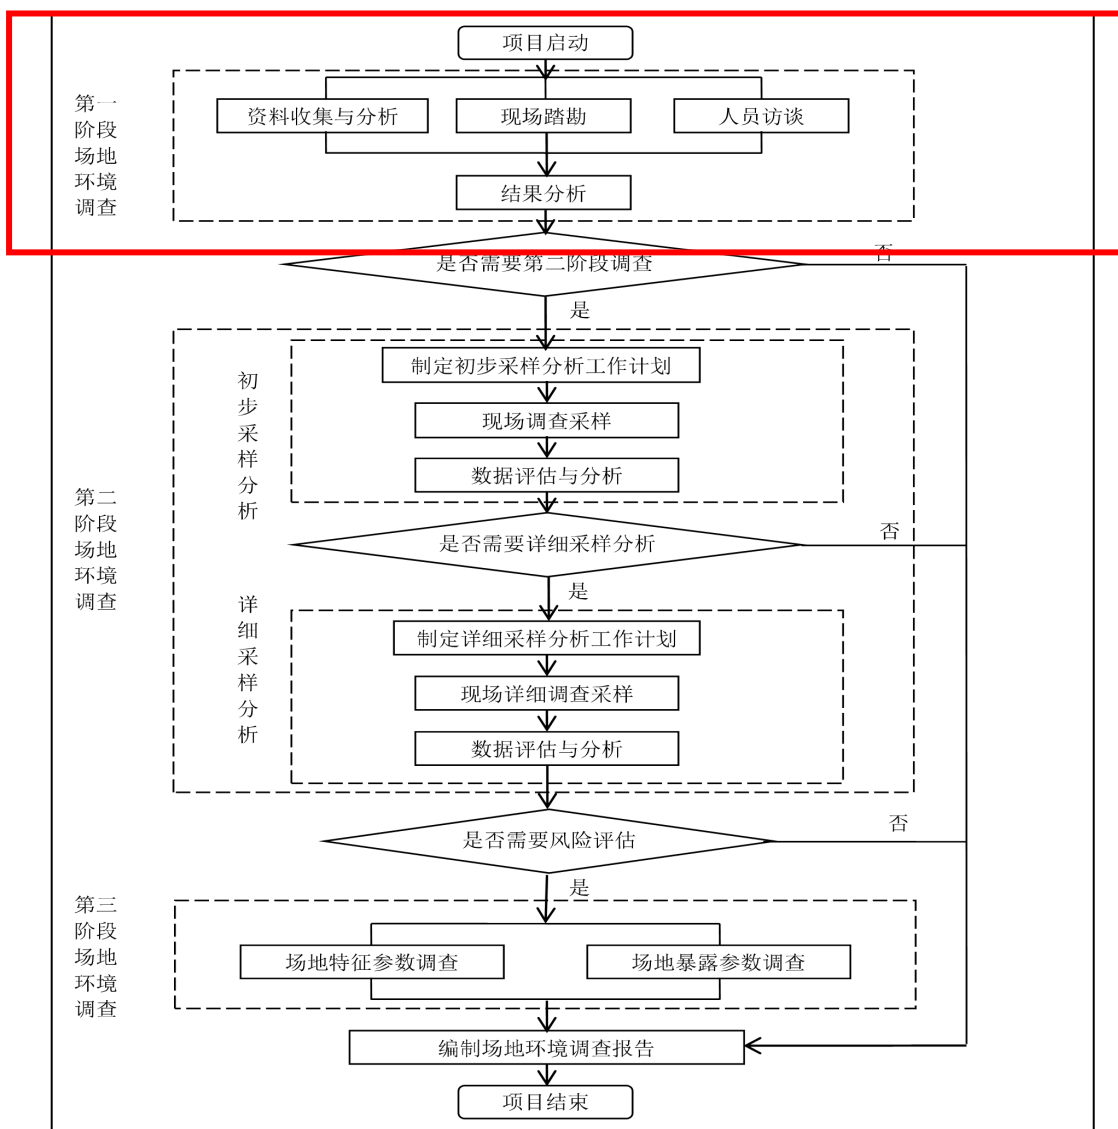 项目启动
第一
阶段
场地
环境
调查
资料收集与分析
现场踏勘
人员访谈
结果分析
是否需要第二阶段调查
否
是
第二
阶段
场地
环境
调查
初
步
采
样
分
析
制定初步采样分析工作计划
现场调查采样
数据评估与分析
是否需要详细采样分析
否
是
详
细
采
样
分
析
制定详细采样分析工作计划
现场详细调查采样
数据评估与分析
是否需要风险评估
否
是
第三
阶段
场地
环境
调查
场地特征参数调查
场地暴露参数调查
编制场地环境调查报告
项目结束